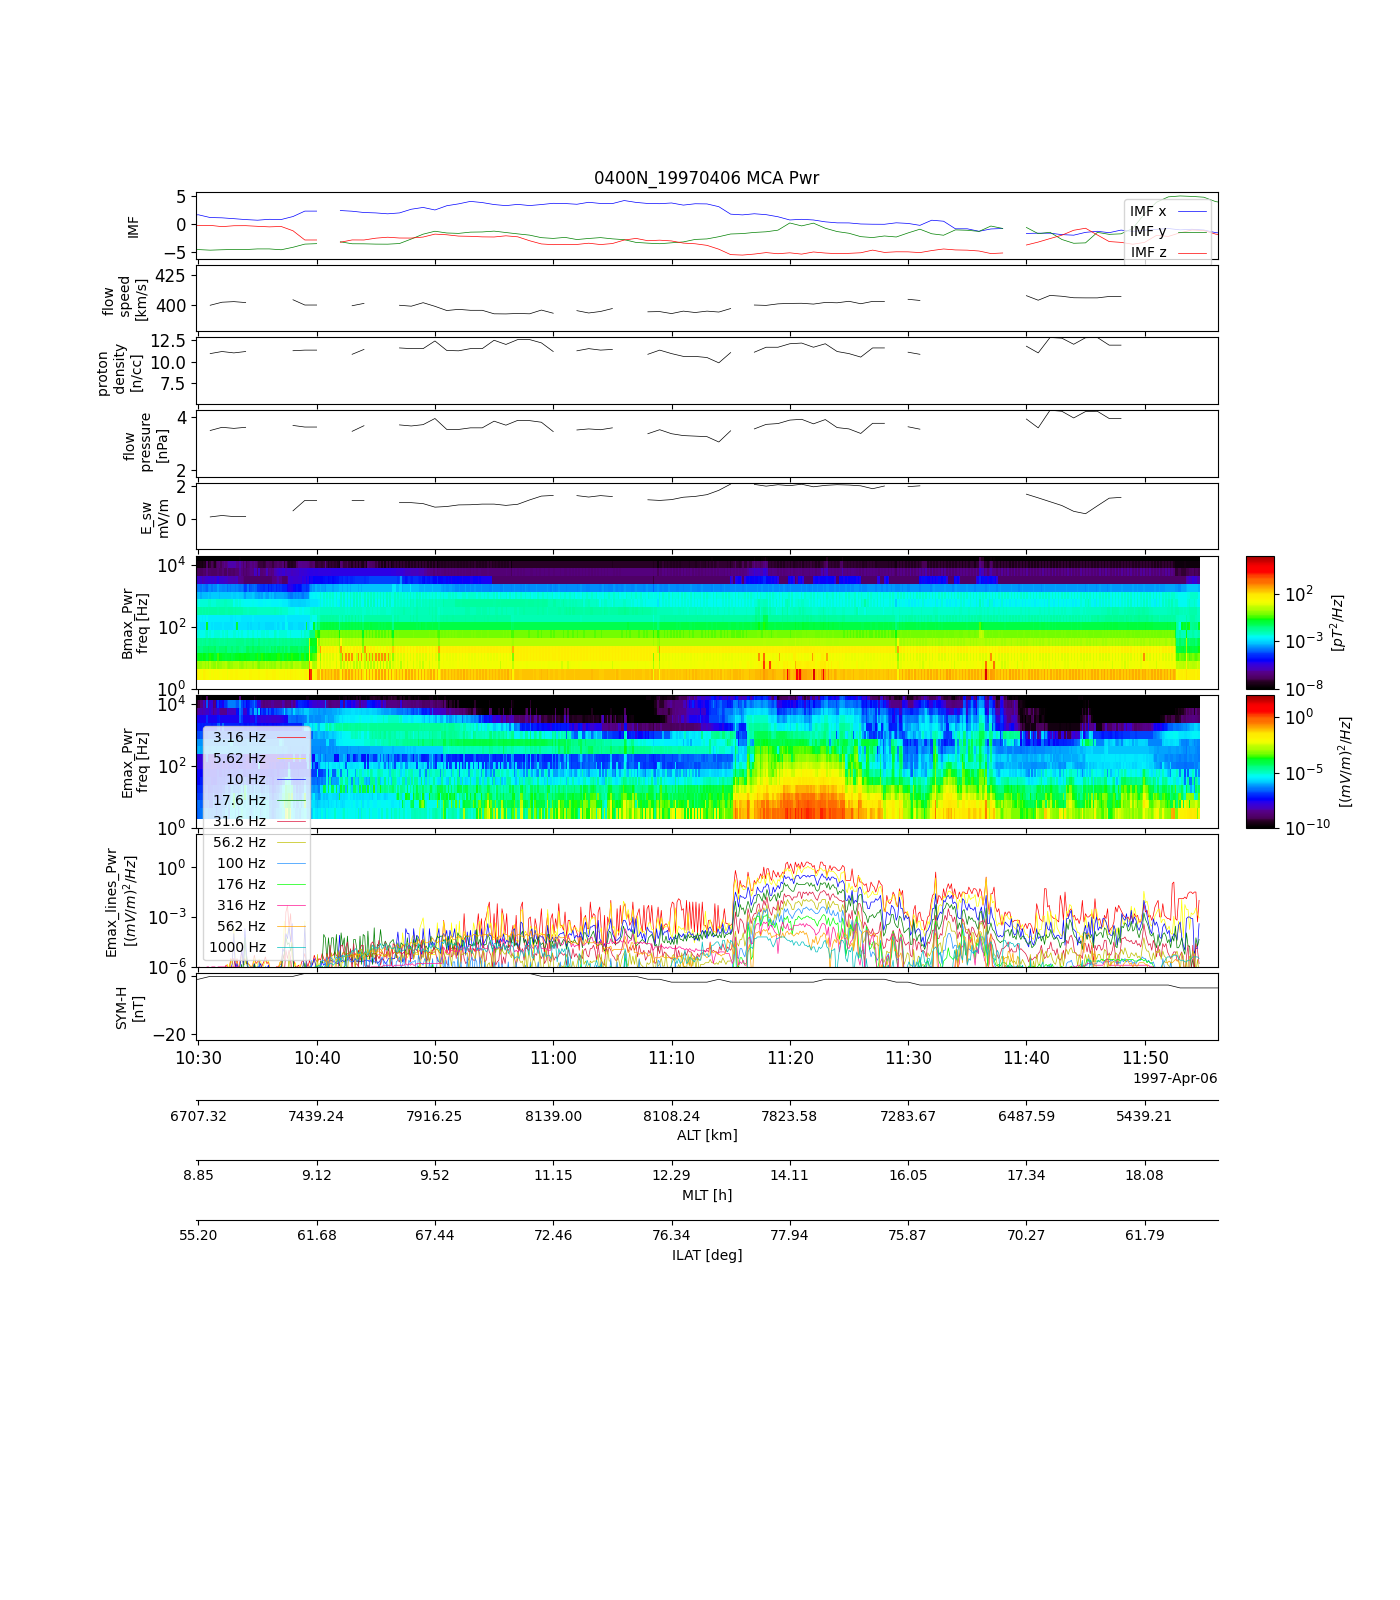 0400N_19970406 MCA Pwr
5
0
−5
IMF
IMF x
IMF y
IMF z
425
400
flow
speed
[km/s]
12.5
10.0
7.5
proton
density
[n/cc]
4
2
flow
pressure
[nPa]
2
0
E_sw
mV/m
10^4
10^2
10^0
Bmax_Pwr
freq [Hz]
10^2
10^−3
10^−8
[pT^2/Hz]
10^4
10^2
10^0
Emax_Pwr
freq [Hz]
10^0
10^−5
10^−10
[(mV/m)^2/Hz]
3.16 Hz
5.62 Hz
10 Hz
17.6 Hz
31.6 Hz
56.2 Hz
100 Hz
176 Hz
316 Hz
562 Hz
1000 Hz
10^0
10^−3
10^−6
Emax_lines_Pwr
[(mV/m)^2/Hz]
0
−20
SYM-H
[nT]
10:30 10:40 10:50 11:00 11:10 11:20 11:30 11:40 11:50
1997-Apr-06
6707.32 7439.24 7916.25 8139.00 8108.24 7823.58 7283.67 6487.59 5439.21
ALT [km]
8.85 9.12 9.52 11.15 12.29 14.11 16.05 17.34 18.08
MLT [h]
55.20 61.68 67.44 72.46 76.34 77.94 75.87 70.27 61.79
ILAT [deg]